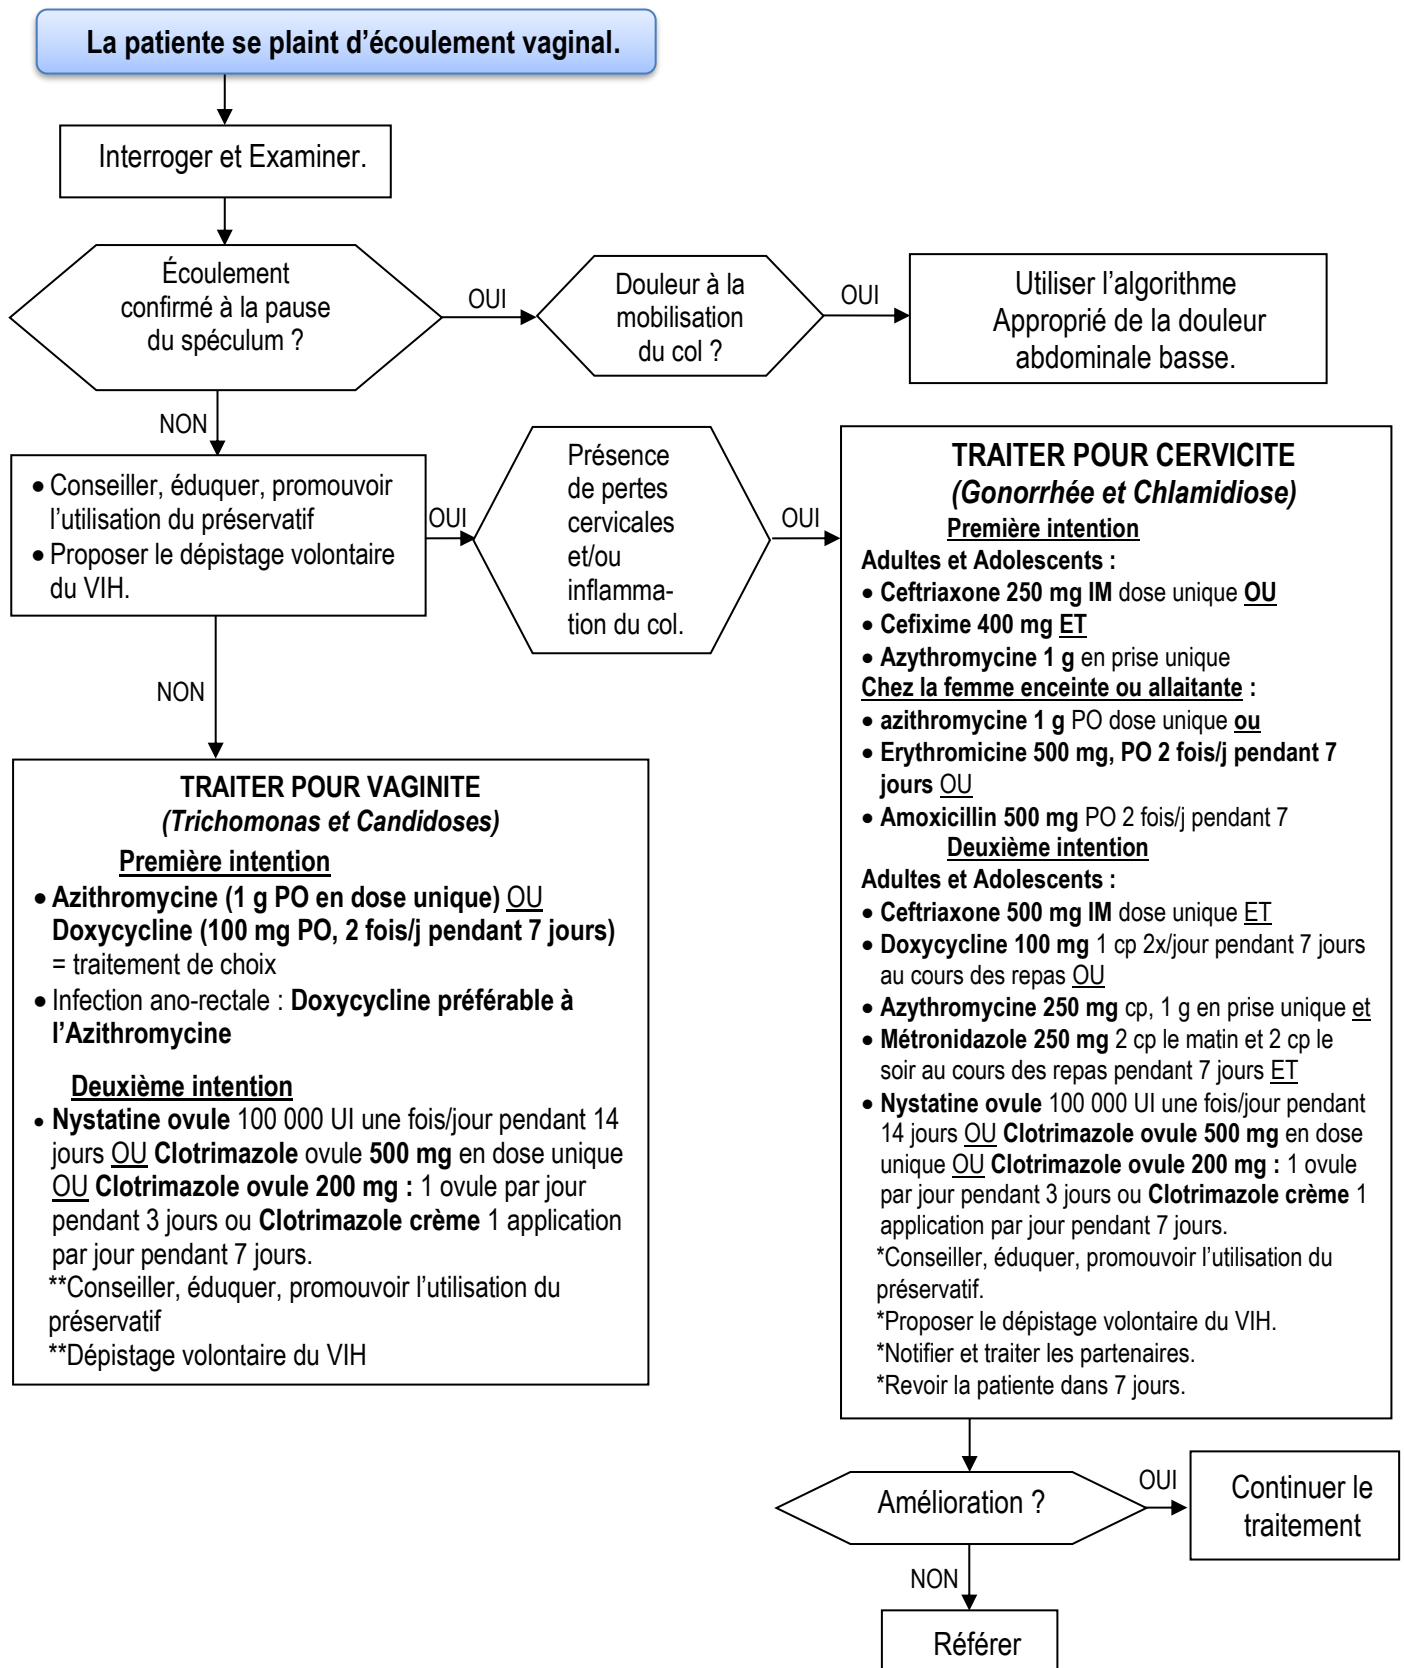 La patiente se plaint d’écoulement vaginal.
Interroger et Examiner.
Écoulement
confirmé à la pause
du spéculum ?
OUI
Douleur à la
mobilisation
du col ?
OUI
Utiliser l’algorithme
Approprié de la douleur
abdominale basse.
NON
• Conseiller, éduquer, promouvoir
l’utilisation du préservatif
• Proposer le dépistage volontaire
du VIH.
OUI
Présence
de pertes
cervicales
et/ou
inflamma-
tion du col.
OUI
NON
TRAITER POUR VAGINITE
(Trichomonas et Candidoses)
Première intention
• Azithromycine (1 g PO en dose unique) OU
Doxycycline (100 mg PO, 2 fois/j pendant 7 jours)
= traitement de choix
• Infection ano-rectale : Doxycycline préférable à
l’Azithromycine
Deuxième intention
• Nystatine ovule 100 000 UI une fois/jour pendant 14
jours OU Clotrimazole ovule 500 mg en dose unique
OU Clotrimazole ovule 200 mg : 1 ovule par jour
pendant 3 jours ou Clotrimazole crème 1 application
par jour pendant 7 jours.
**Conseiller, éduquer, promouvoir l’utilisation du
préservatif
**Dépistage volontaire du VIH
TRAITER POUR CERVICITE
(Gonorrhée et Chlamidiose)
Première intention
Adultes et Adolescents :
• Ceftriaxone 250 mg IM dose unique OU
• Cefixime 400 mg ET
• Azythromycine 1 g en prise unique
Chez la femme enceinte ou allaitante :
• azithromycine 1 g PO dose unique ou
• Erythromicine 500 mg, PO 2 fois/j pendant 7
jours OU
• Amoxicillin 500 mg PO 2 fois/j pendant 7
Deuxième intention
Adultes et Adolescents :
• Ceftriaxone 500 mg IM dose unique ET
• Doxycycline 100 mg 1 cp 2x/jour pendant 7 jours
au cours des repas OU
• Azythromycine 250 mg cp, 1 g en prise unique et
• Métronidazole 250 mg 2 cp le matin et 2 cp le
soir au cours des repas pendant 7 jours ET
• Nystatine ovule 100 000 UI une fois/jour pendant
14 jours OU Clotrimazole ovule 500 mg en dose
unique OU Clotrimazole ovule 200 mg : 1 ovule
par jour pendant 3 jours ou Clotrimazole crème 1
application par jour pendant 7 jours.
*Conseiller, éduquer, promouvoir l’utilisation du
préservatif.
*Proposer le dépistage volontaire du VIH.
*Notifier et traiter les partenaires.
*Revoir la patiente dans 7 jours.
Amélioration ?
OUI
Continuer le
traitement
NON
Référer